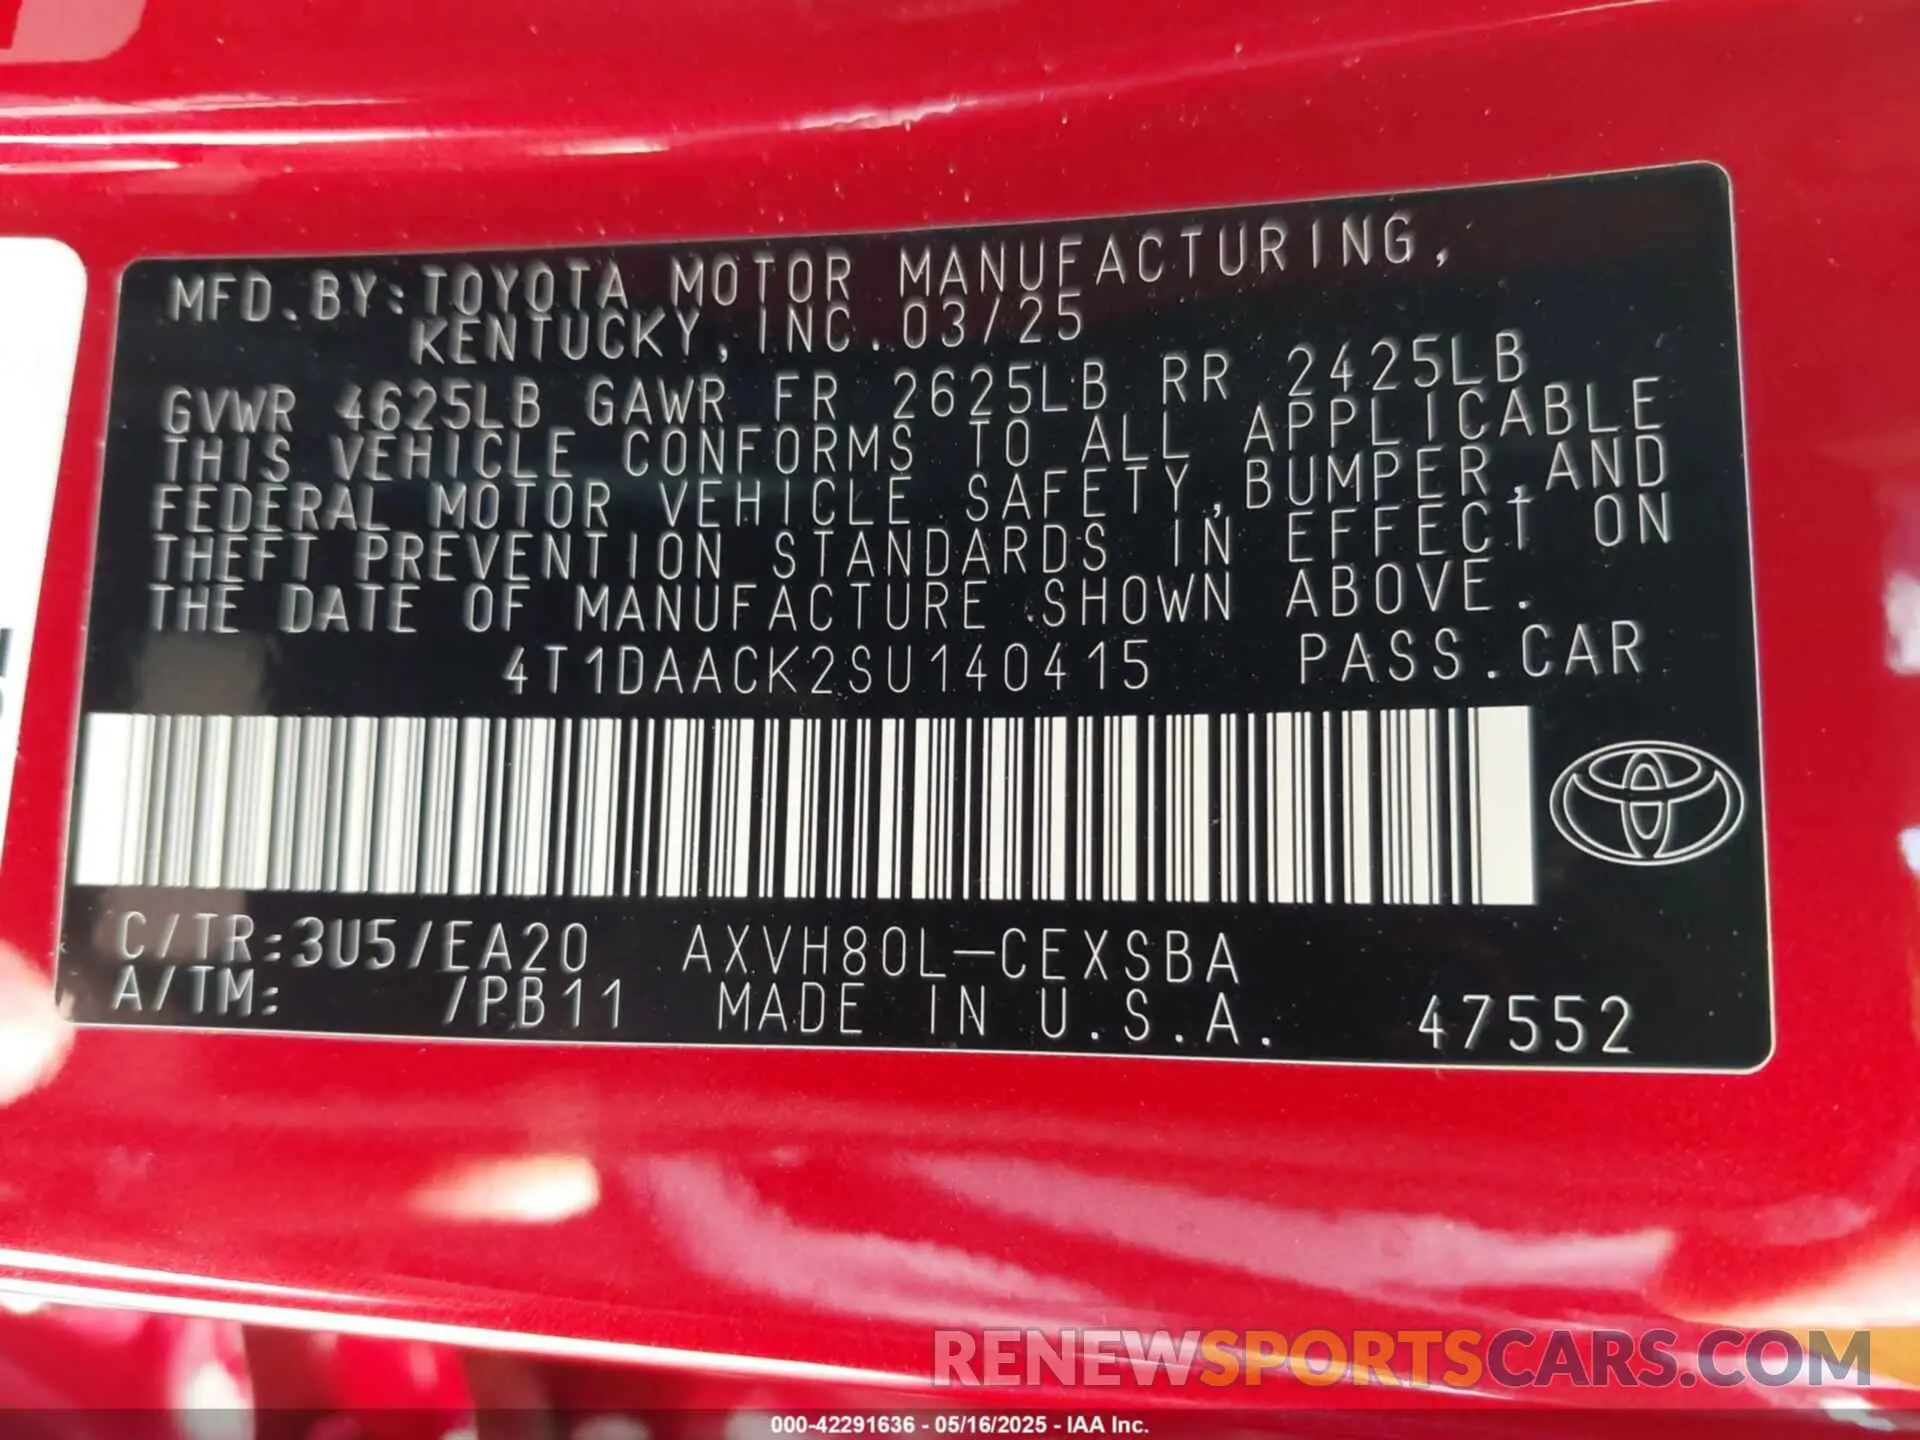 MFD. BY: TOYOTA MOTOR MANUFACTURING,
KENTUCKY, INC. 03/25
GVWR 4625LB GAWR FR 2625LB RR 2425LB
THIS VEHICLE CONFORMS TO ALL APPLICABLE
FEDERAL MOTOR VEHICLE SAFETY, BUMPER, AND
THEFT PREVENTION STANDARDS IN EFFECT ON
THE DATE OF MANUFACTURE SHOWN ABOVE.
4T1DAACK2SU140415 PASS. CAR
C/TR: 3U5/EA20 AXVH80L-CEXSBA
A/TM: /PB11 MADE IN U.S.A. 47552
RENEWSPORTSCARS.COM
000-42291636 - 05/16/2025 - IAA Inc.